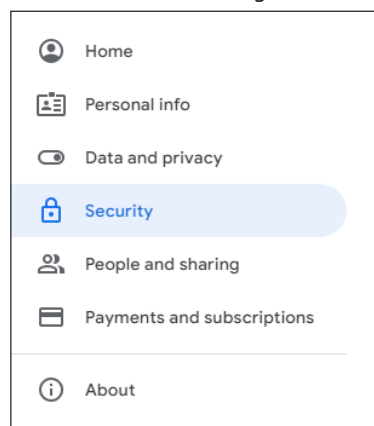 Home
Personal info
Data and privacy
Security
People and sharing
Payments and subscriptions
About